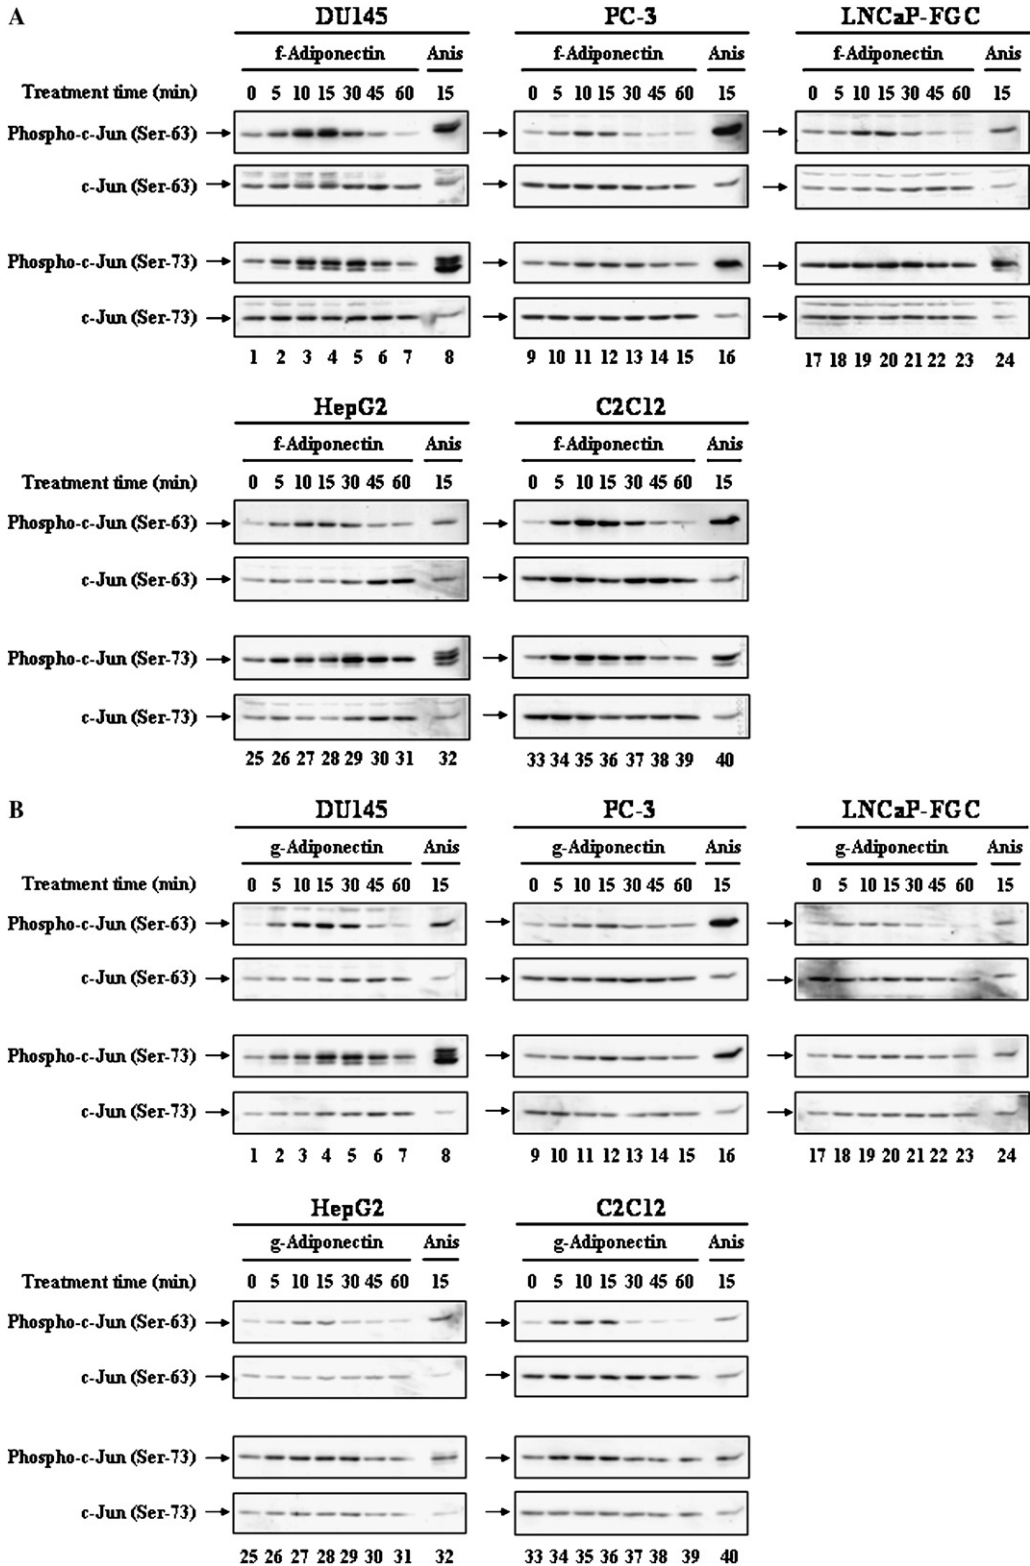 A
DU145 PC-3 LNCaP-FGC
f-Adiponectin Anis f-Adiponectin Anis f-Adiponectin Anis
Treatment time (min) 0 5 10 15 30 45 60 15 0 5 10 15 30 45 60 15 0 5 10 15 30 45 60 15
Phospho-c-Jun (Ser-63)
c-Jun (Ser-63)
Phospho-c-Jun (Ser-73)
c-Jun (Ser-73)
1 2 3 4 5 6 7 8 9 10 11 12 13 14 15 16 17 18 19 20 21 22 23 24
HepG2 C2C12
f-Adiponectin Anis f-Adiponectin Anis
Treatment time (min) 0 5 10 15 30 45 60 15 0 5 10 15 30 45 60 15
Phospho-c-Jun (Ser-63)
c-Jun (Ser-63)
Phospho-c-Jun (Ser-73)
c-Jun (Ser-73)
25 26 27 28 29 30 31 32 33 34 35 36 37 38 39 40
B
DU145 PC-3 LNCaP-FGC
g-Adiponectin Anis g-Adiponectin Anis g-Adiponectin Anis
Treatment time (min) 0 5 10 15 30 45 60 15 0 5 10 15 30 45 60 15 0 5 10 15 30 45 60 15
Phospho-c-Jun (Ser-63)
c-Jun (Ser-63)
Phospho-c-Jun (Ser-73)
c-Jun (Ser-73)
1 2 3 4 5 6 7 8 9 10 11 12 13 14 15 16 17 18 19 20 21 22 23 24
HepG2 C2C12
g-Adiponectin Anis g-Adiponectin Anis
Treatment time (min) 0 5 10 15 30 45 60 15 0 5 10 15 30 45 60 15
Phospho-c-Jun (Ser-63)
c-Jun (Ser-63)
Phospho-c-Jun (Ser-73)
c-Jun (Ser-73)
25 26 27 28 29 30 31 32 33 34 35 36 37 38 39 40